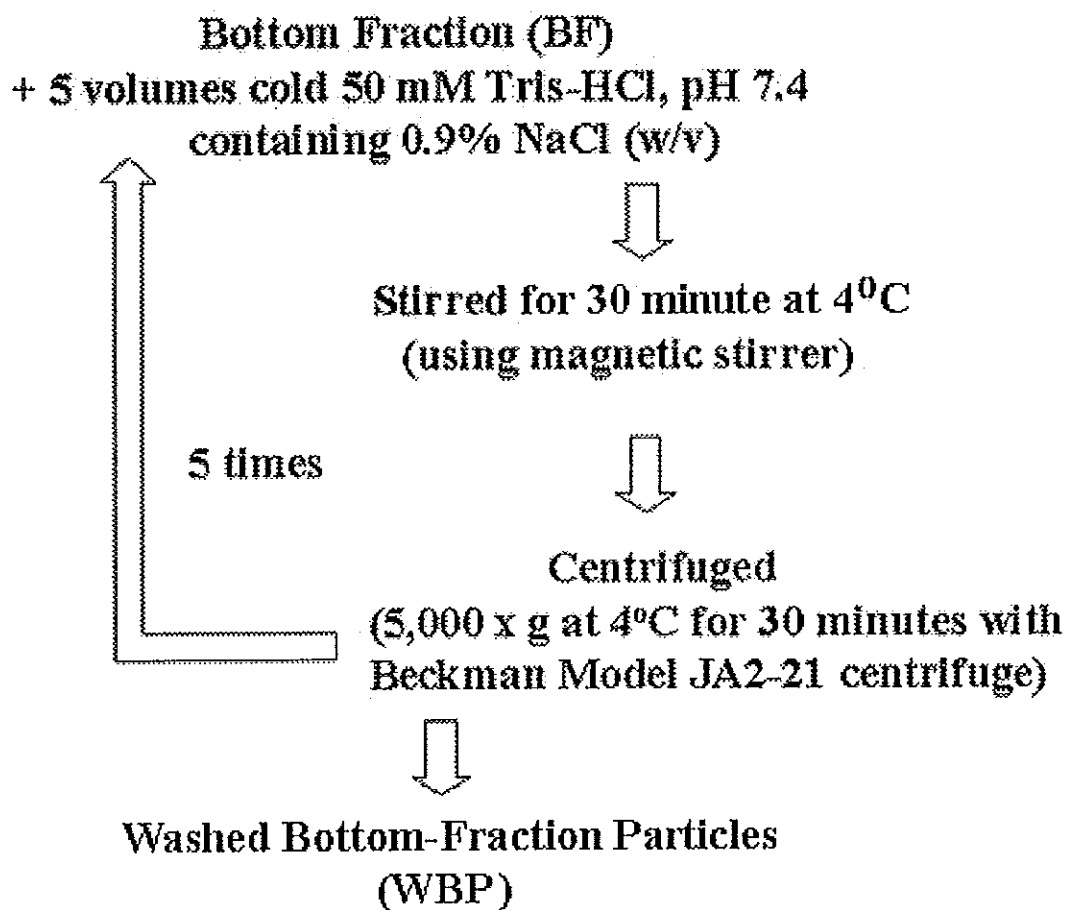 Bottom Fraction (BF)
+ 5 volumes cold 50 mM Tris-HCl, pH 7.4
containing 0.9% NaCl (w/v)
Stirred for 30 minute at 4⁰C
(using magnetic stirrer)
5 times
Centrifuged
(5,000 x g at 4ºC for 30 minutes with
Beckman Model JA2-21 centrifuge)
Washed Bottom-Fraction Particles
(WBP)